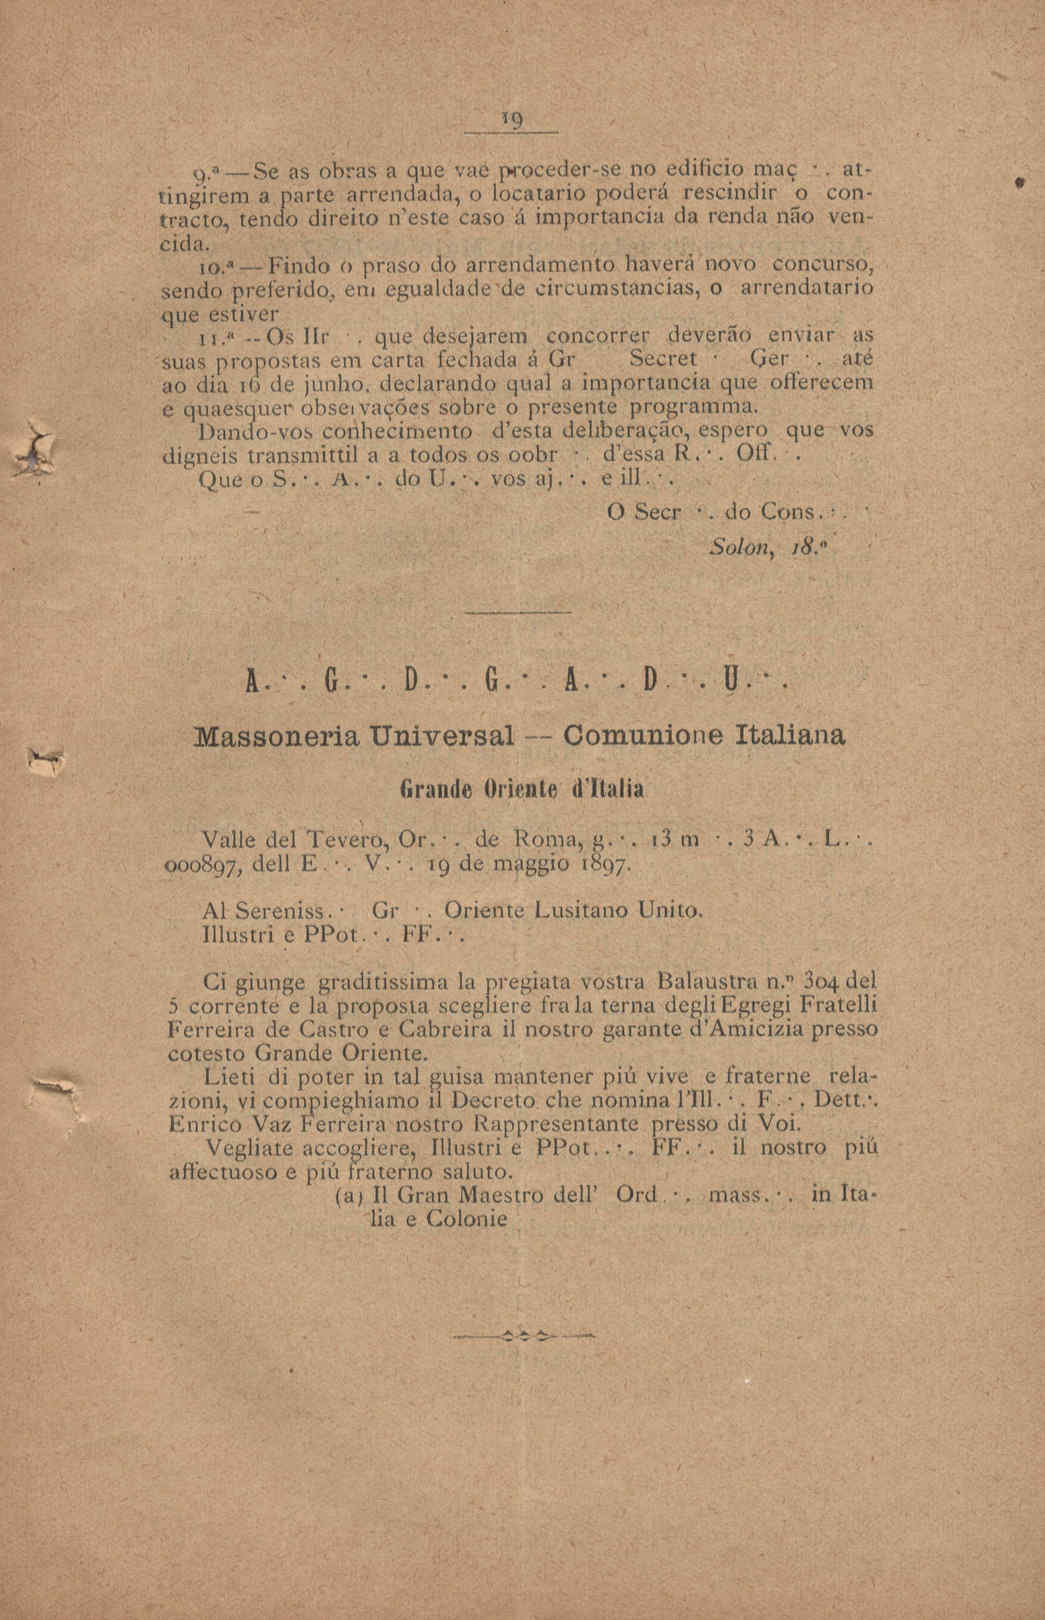 19
9.ª — Se as obras a que vae proceder-se no edificio maç ∴ at-
tingirem a parte arrendada, o locatario poderá rescindir o con-
tracto, tendo direito n'este caso á importancia da renda não ven-
cida.
10.ª — Findo o praso do arrendamento haverá novo concurso,
sendo preferido, em egualdade de circumstancias, o arrendatario
que estiver
11.ª -- Os IIr ∴ que desejarem concorrer deverão enviar as
suas propostas em carta fechada á Gr Secret · Ger ∴ até
ao dia 16 de junho, declarando qual a importancia que offerecem
e quaesquer observações sobre o presente programma.
Dando-vos conhecimento d'esta deliberação, espero que vos
digneis transmittil a a todos os oobr ∴ d'essa R.∴ Off.∴
Que o S.∴ A.∴ do U.∴ vos aj.∴ e ill.∴
O Secr ∴ do Cons.∴
Solon, 18.º
A.∴ G.∴ D.∴ G.∴ A.∴ D.∴ U.∴
Massoneria Universal — Comunione Italiana
Grande Oriente d'Italia
Valle del Tevero, Or.∴ de Roma, g.∴ 13 m ∴ 3 A.∴ L.∴
000897, dell E.∴ V.∴ 19 de maggio 1897.
Al Sereniss.· Gr ∴ Oriente Lusitano Unito.
Illustri e PPot.∴ FF.∴
Ci giunge graditissima la pregiata vostra Balaustra n.º 304 del
5 corrente e la proposta scegliere fra la terna degli Egregi Fratelli
Ferreira de Castro e Cabreira il nostro garante d'Amicizia presso
cotesto Grande Oriente.
Lieti di poter in tal guisa mantener piú vive e fraterne rela-
zioni, vi compieghiamo il Decreto che nomina l'Ill.∴ F.∴ Dett.∴
Enrico Vaz Ferreira nostro Rappresentante presso di Voi.
Vegliate accogliere, Illustri e PPot..∴ FF.∴ il nostro piú
affectuoso e piú fraterno saluto.
(a) Il Gran Maestro dell' Ord.∴ mass.∴ in Ita-
lia e Colonie